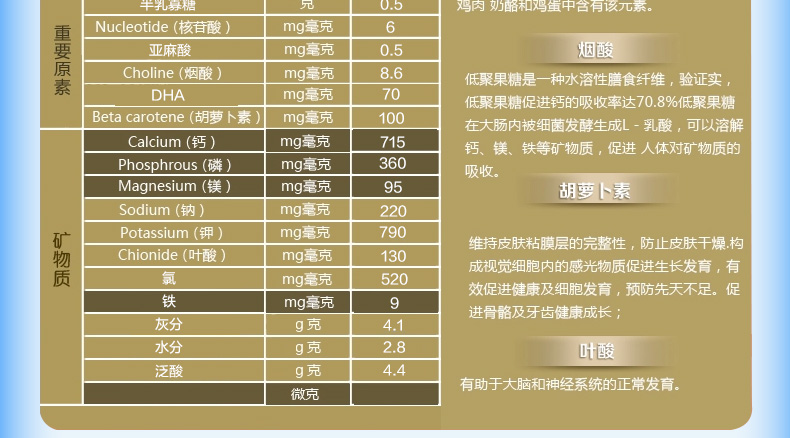 半乳寡糖 克 0.5
重要原素
Nucleotide (核苷酸) mg毫克 6
亚麻酸 mg毫克 0.5
Choline (烟酸) mg毫克 8.6
DHA mg毫克 70
Beta carotene (胡萝卜素) mg毫克 100
矿物质
Calcium (钙) mg毫克 715
Phosphrous (磷) mg毫克 360
Magnesium (镁) mg毫克 95
Sodium (钠) mg毫克 220
Potassium (钾) mg毫克 790
Chionide (叶酸) mg毫克 130
氯 mg毫克 520
铁 mg毫克 9
灰分 g克 4.1
水分 g克 2.8
泛酸 g克 4.4
微克
鸡肉 奶酪和鸡蛋中含有该元素。
烟酸
低聚果糖是一种水溶性膳食纤维，验证实，
低聚果糖促进钙的吸收率达70.8%低聚果糖
在大肠内被细菌发酵生成L-乳酸，可以溶解
钙、镁、铁等矿物质，促进 人体对矿物质的
吸收。
胡萝卜素
维持皮肤粘膜层的完整性，防止皮肤干燥.构
成视觉细胞内的感光物质促进生长发育，有
效促进健康及细胞发育，预防先天不足。促
进骨骼及牙齿健康成长；
叶酸
有助于大脑和神经系统的正常发育。